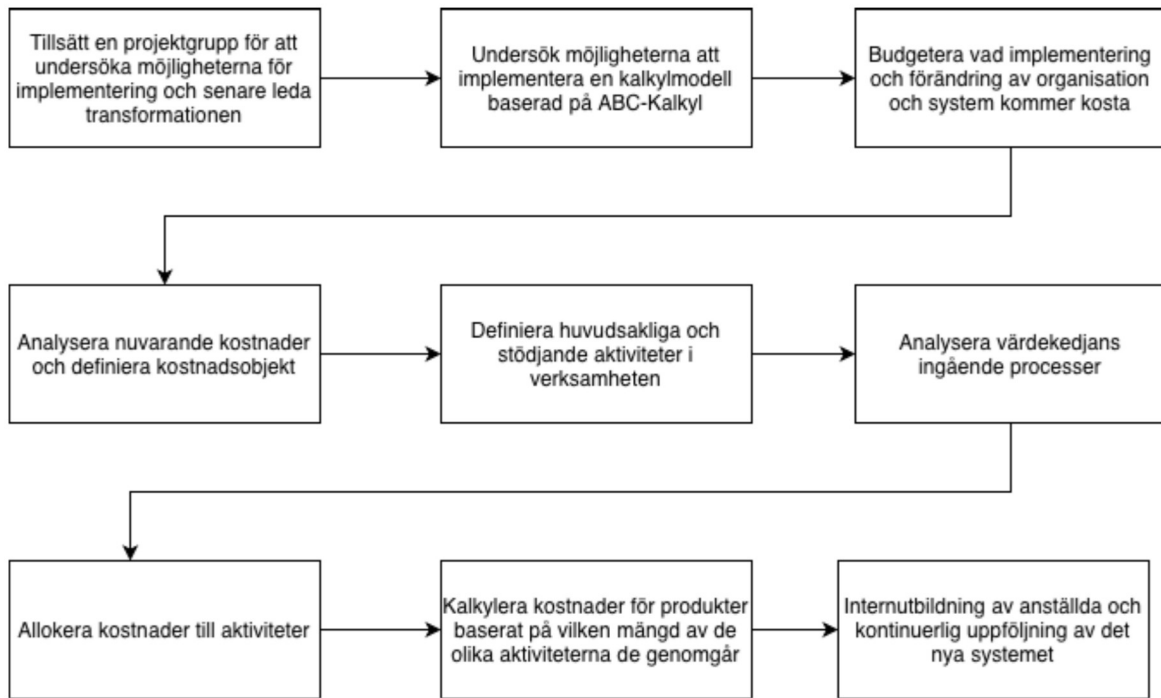 Tillsätt en projektgrupp för att
undersöka möjligheterna för
implementering och senare leda
transformationen
Undersök möjligheterna att
implementera en kalkylmodell
baserad på ABC-Kalkyl
Budgetera vad implementering
och förändring av organisation
och system kommer kosta
Analysera nuvarande kostnader
och definiera kostnadsobjekt
Definiera huvudsakliga och
stödjande aktiviteter i
verksamheten
Analysera värdekedjans
ingående processer
Allokera kostnader till aktiviteter
Kalkylera kostnader för produkter
baserat på vilken mängd av de
olika aktiviteterna de genomgår
Internutbildning av anställda och
kontinuerlig uppföljning av det
nya systemet